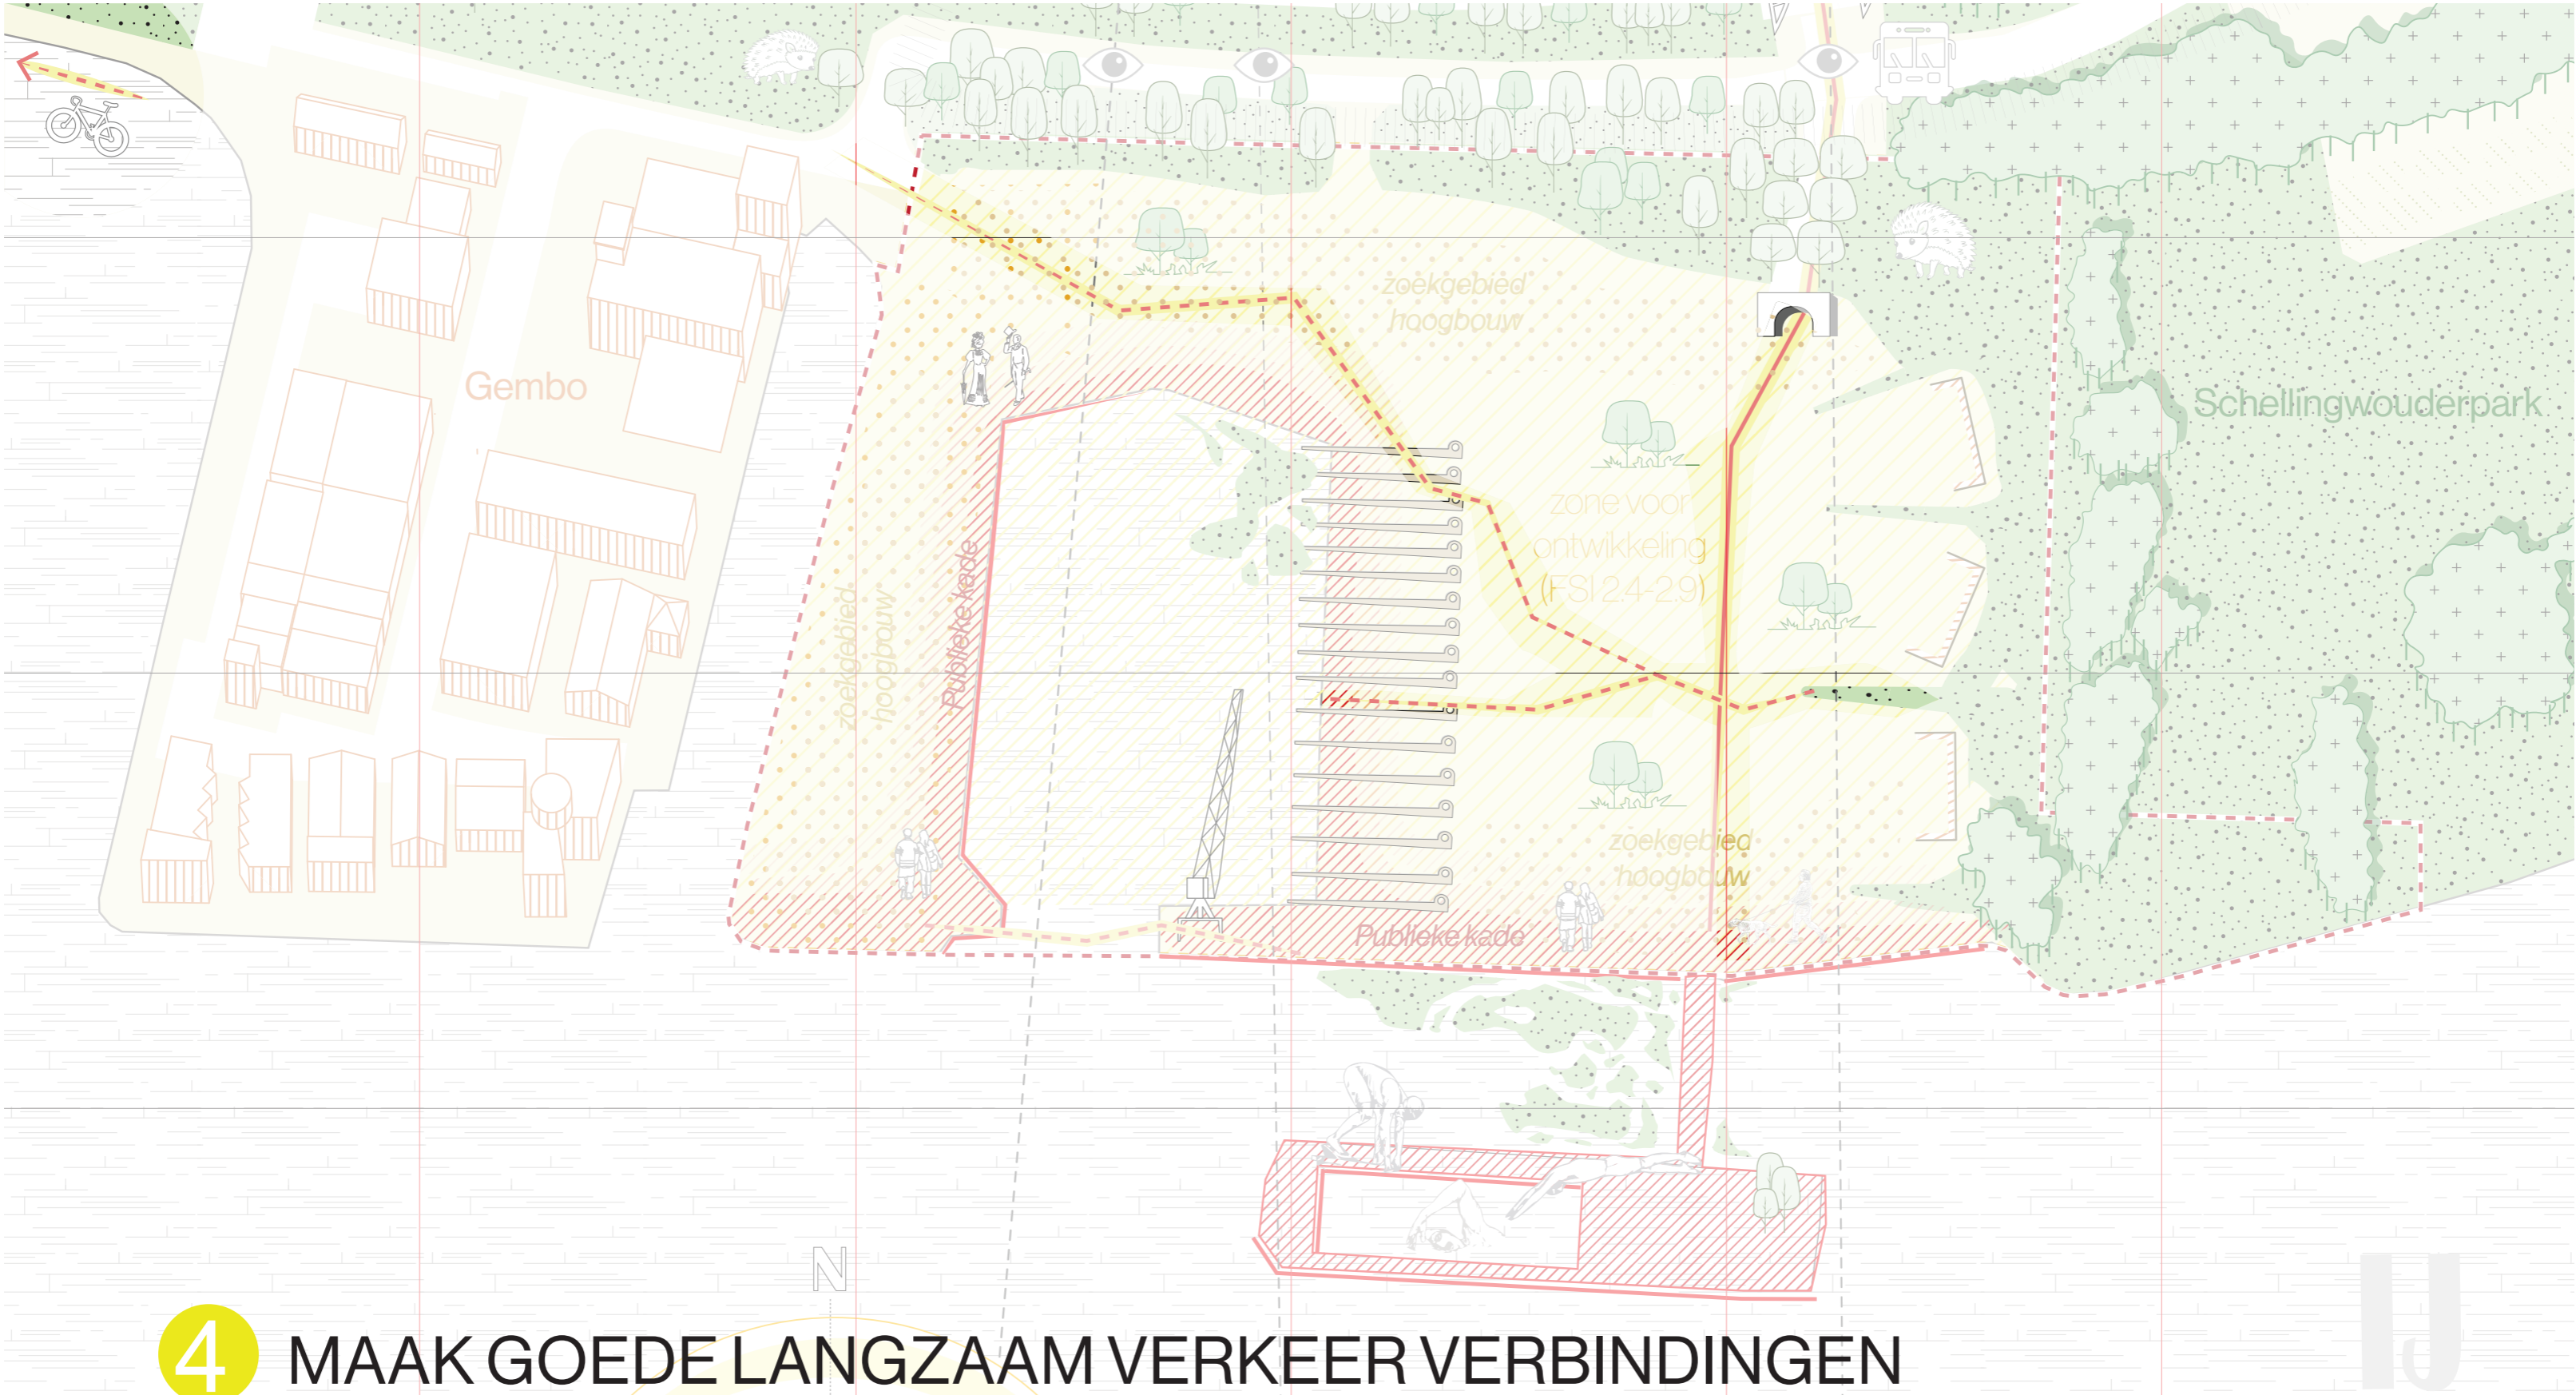 zoekgebied
hoogbouw
Gembo
Schellingwouderpark
zone voor
ontwikkeling
(FSI 2.4-2.9)
Publieke kade
zoekgebied
hoogbouw
zoekgebied
hoogbouw
Publieke kade
N
IJ
4 MAAK GOEDE LANGZAAM VERKEER VERBINDINGEN